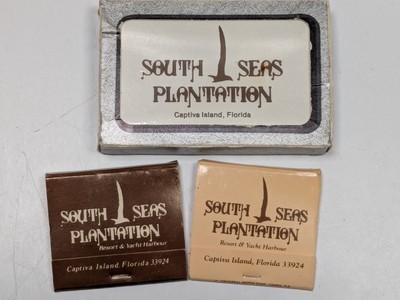 SOUTH SEAS
PLANTATION
Captiva Island, Florida
SOUTH SEAS
PLANTATION
Resort & Yacht Harbour
Captiva Island, Florida 33924
SOUTH SEAS
PLANTATION
Resort & Yacht Harbour
Captiva Island, Florida 33924